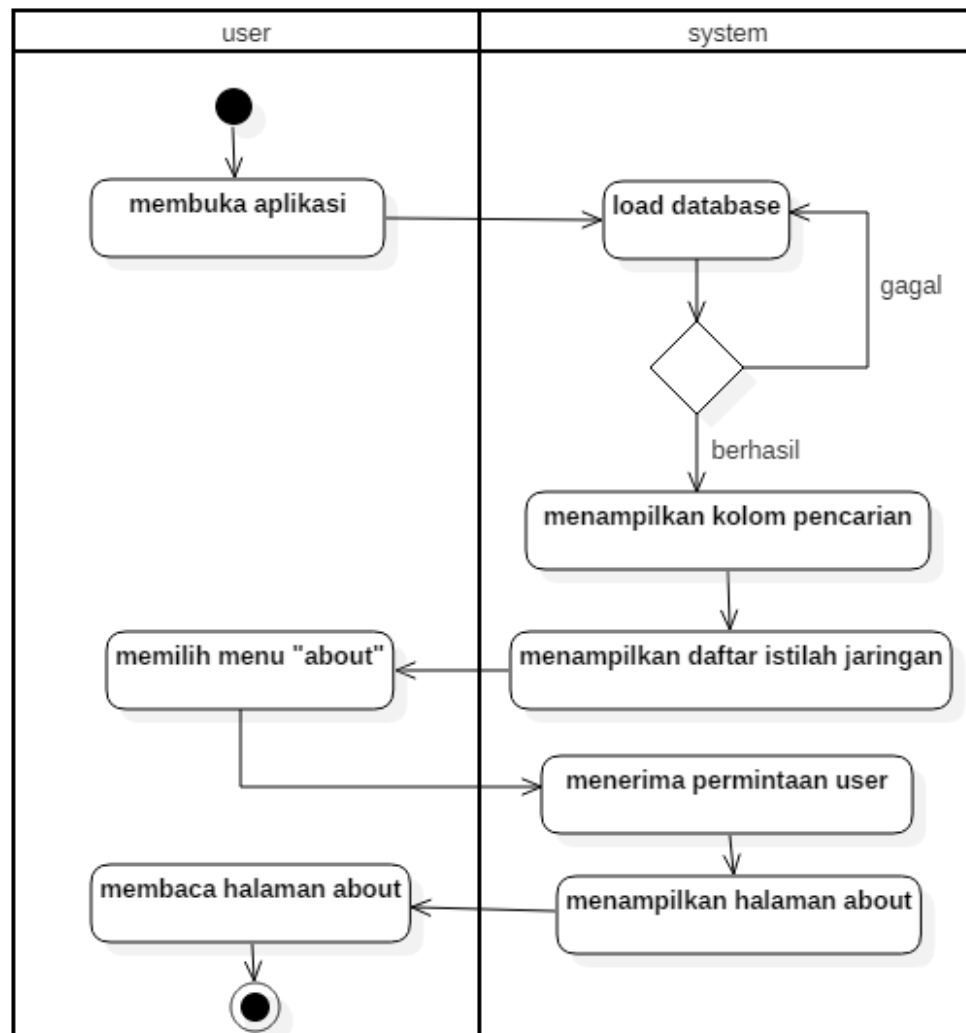 user
system
membuka aplikasi
load database
gagal
berhasil
menampilkan kolom pencarian
memilih menu "about"
menampilkan daftar istilah jaringan
menerima permintaan user
membaca halaman about
menampilkan halaman about